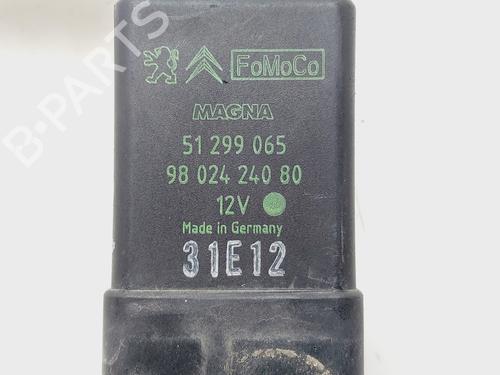 FoMoCo
MAGNA
51 299 065
98 024 240 80
12V
Made in Germany
31E12
B-PARTS